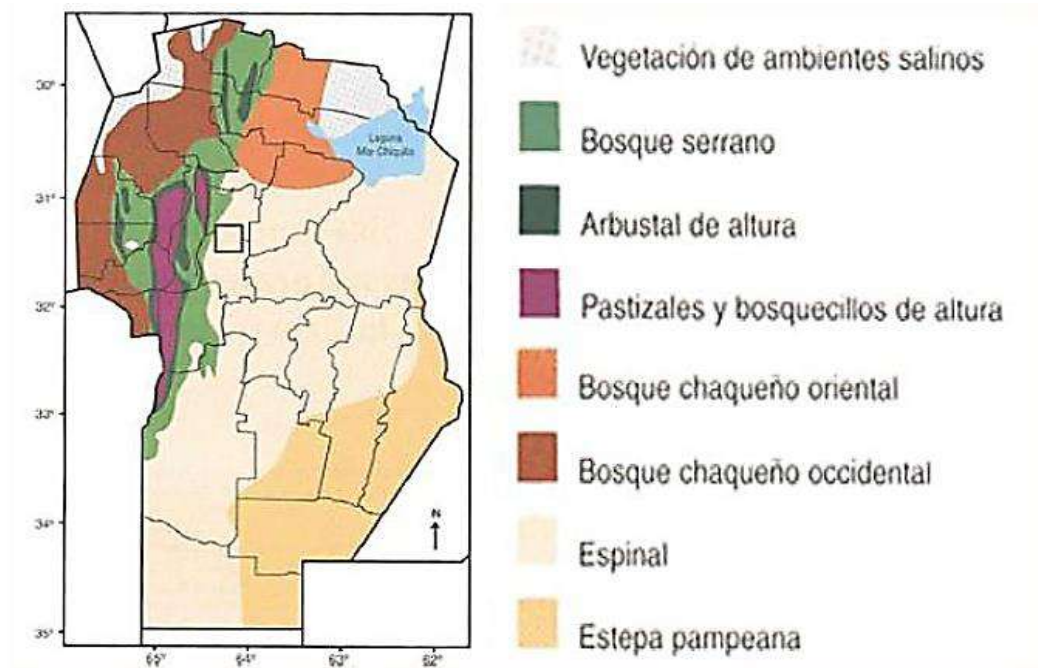 30°
31°
32°
33°
34°
35°
65°
64°
63°
62°
Laguna
Mar Chiquita
N
Vegetación de ambientes salinos
Bosque serrano
Arbustal de altura
Pastizales y bosquecillos de altura
Bosque chaqueño oriental
Bosque chaqueño occidental
Espinal
Estepa pampeana